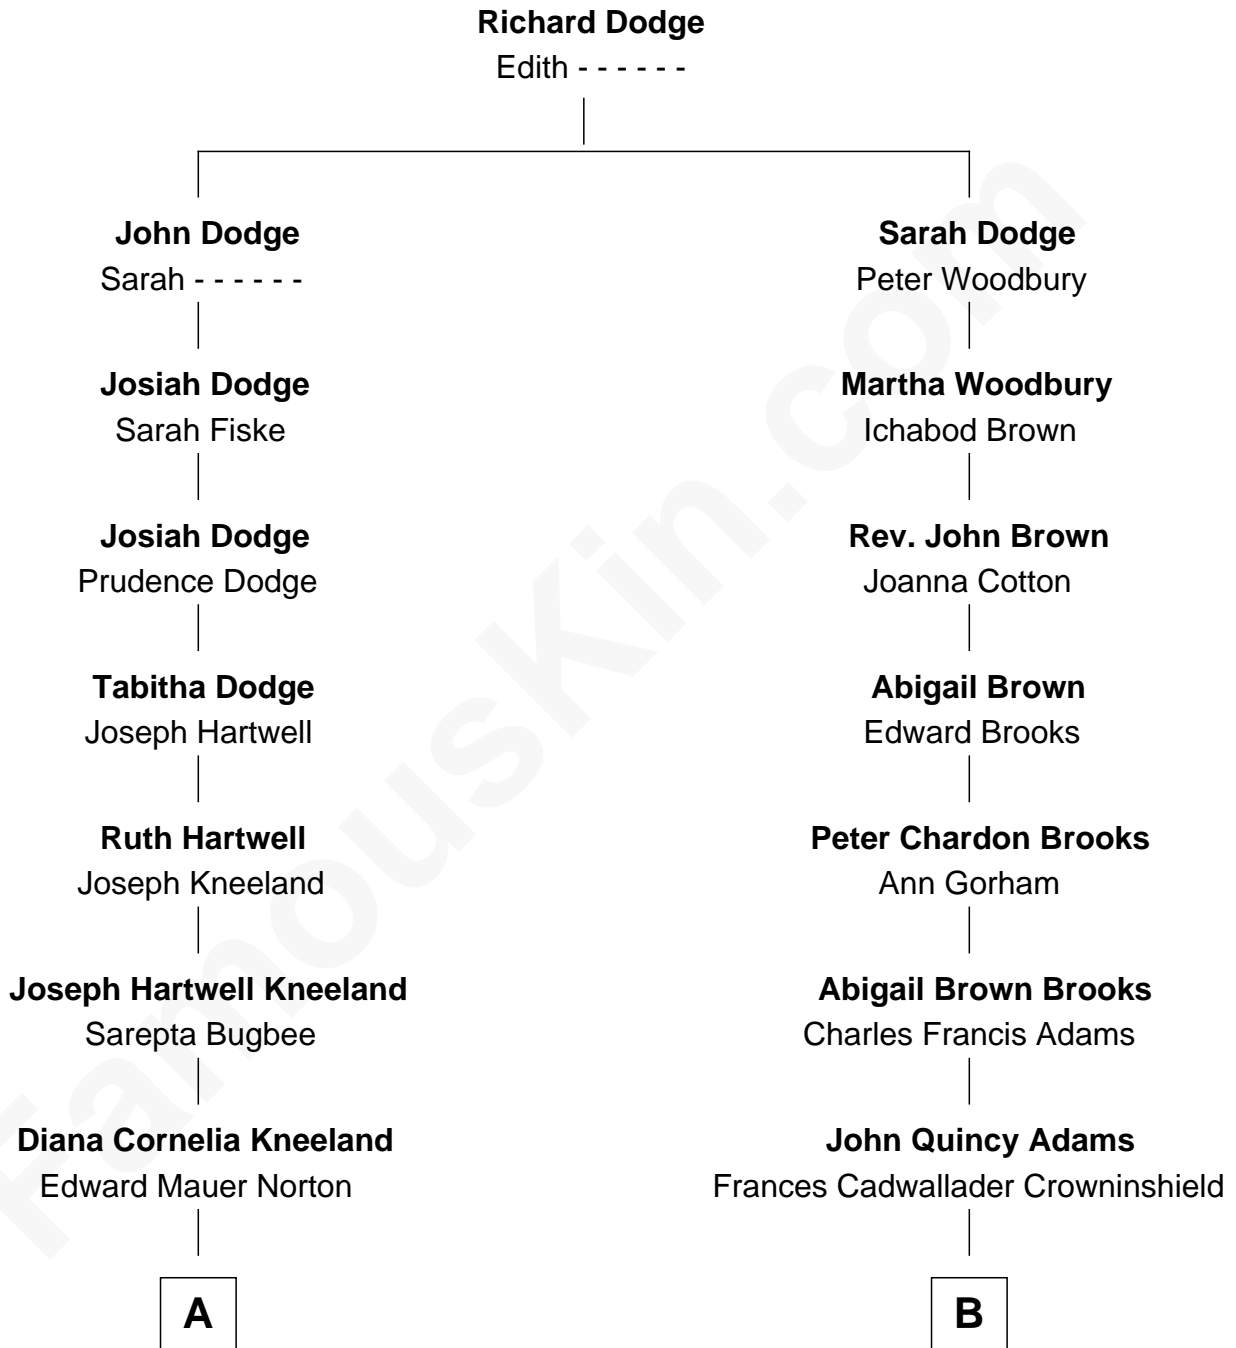 Richard Dodge
Edith - - - - - -
John Dodge
Sarah - - - - - -
Josiah Dodge
Sarah Fiske
Josiah Dodge
Prudence Dodge
Tabitha Dodge
Joseph Hartwell
Ruth Hartwell
Joseph Kneeland
Joseph Hartwell Kneeland
Sarepta Bugbee
Diana Cornelia Kneeland
Edward Mauer Norton
A
Sarah Dodge
Peter Woodbury
Martha Woodbury
Ichabod Brown
Rev. John Brown
Joanna Cotton
Abigail Brown
Edward Brooks
Peter Chardon Brooks
Ann Gorham
Abigail Brown Brooks
Charles Francis Adams
John Quincy Adams
Frances Cadwallader Crowninshield
B
FamousKin.com